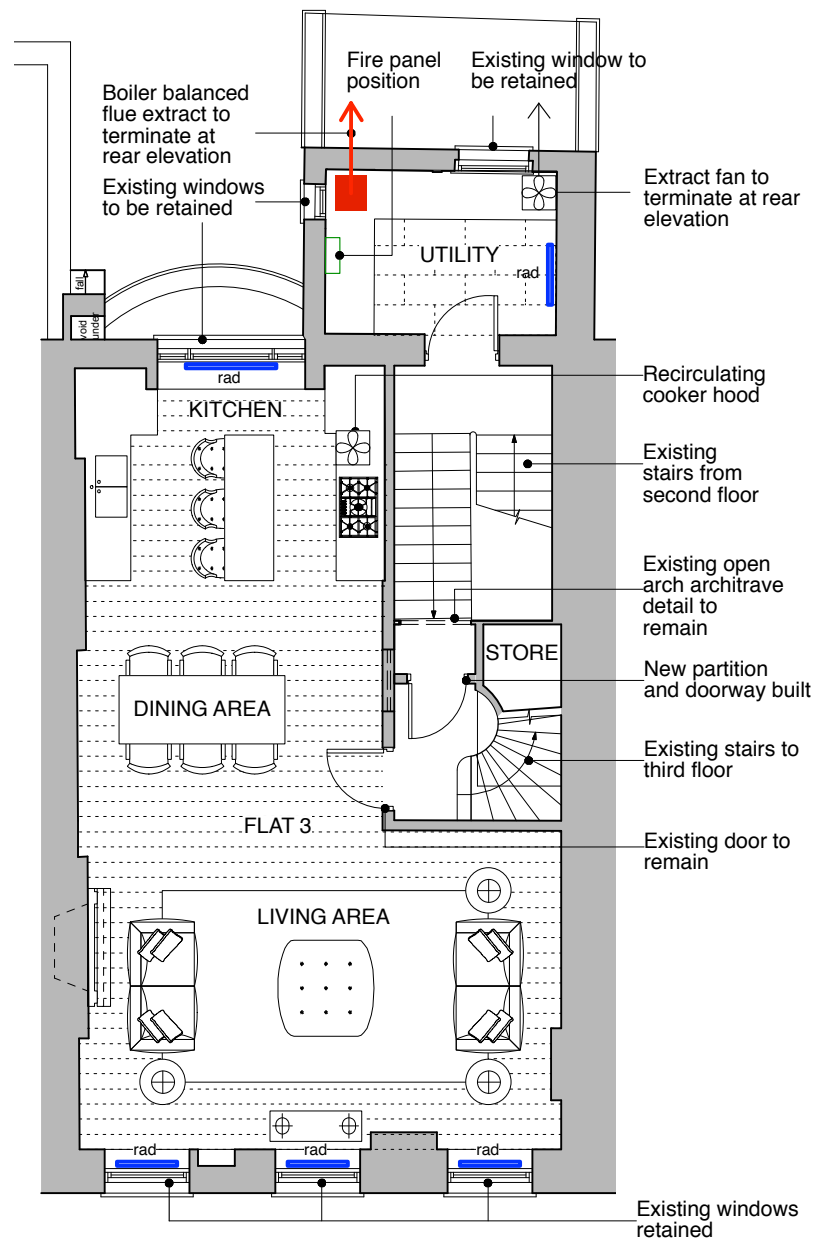 Fire panel
position
Existing window to
be retained
Boiler balanced
flue extract to
terminate at
rear elevation
Existing windows
to be retained
Extract fan to
terminate at rear
elevation
UTILITY
rad
fall
void
under
rad
KITCHEN
Recirculating
cooker hood
Existing
stairs from
second floor
Existing open
arch architrave
detail to
remain
STORE
New partition
and doorway built
DINING AREA
Existing stairs to
third floor
FLAT 3
Existing door to
remain
LIVING AREA
rad
rad
rad
Existing windows
retained